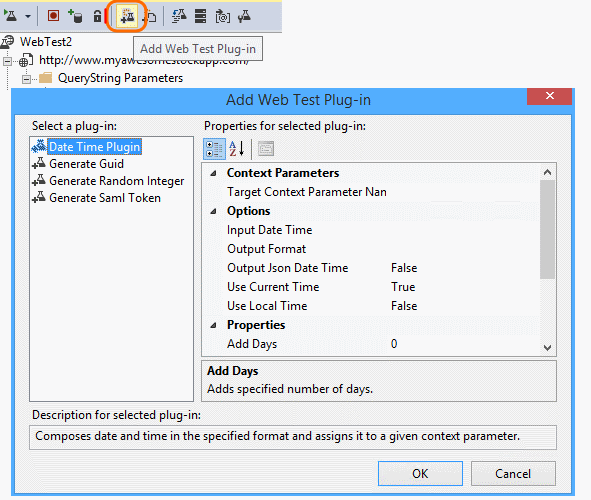 WebTest2
Add Web Test Plug-in
http://www.myawesomestockapp.com/
QueryString Parameters
Add Web Test Plug-in
Select a plug-in:
Properties for selected plug-in:
Date Time Plugin
Generate Guid
Generate Random Integer
Generate Saml Token
Context Parameters
Target Context Parameter Nan
Options
Input Date Time
Output Format
Output Json Date Time False
Use Current Time True
Use Local Time False
Properties
Add Days 0
Add Days
Adds specified number of days.
Description for selected plug-in:
Composes date and time in the specified format and assigns it to a given context parameter.
OK Cancel